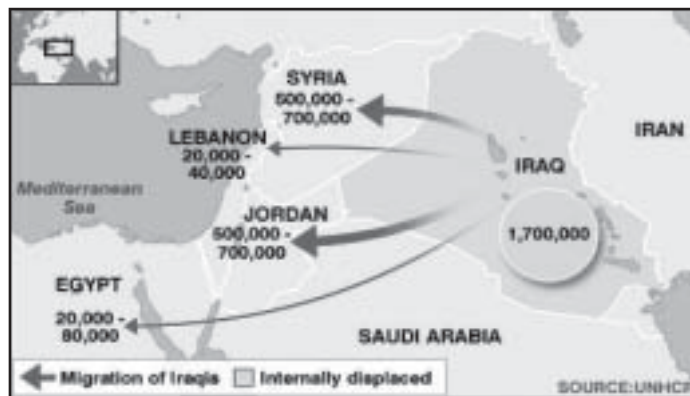 SYRIA
500,000 -
700,000
LEBANON
20,000 -
40,000
IRAN
IRAQ
Mediterranean
Sea
JORDAN
500,000 -
700,000
1,700,000
EGYPT
20,000 -
80,000
SAUDI ARABIA
Migration of Iraqis
Internally displaced
SOURCE:UNHCR